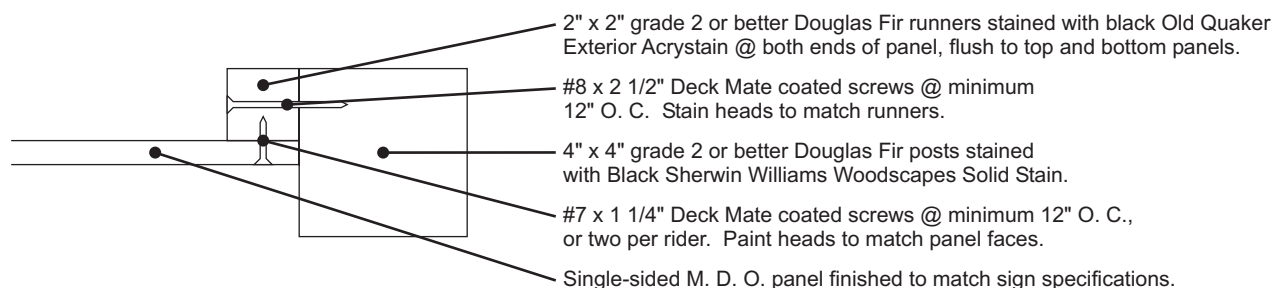 2" x 2" grade 2 or better Douglas Fir runners stained with black Old Quaker
Exterior Acrystain @ both ends of panel, flush to top and bottom panels.
#8 x 2 1/2" Deck Mate coated screws @ minimum
12" O. C.  Stain heads to match runners.
4" x 4" grade 2 or better Douglas Fir posts stained
with Black Sherwin Williams Woodscapes Solid Stain.
#7 x 1 1/4" Deck Mate coated screws @ minimum 12" O. C.,
or two per rider.  Paint heads to match panel faces.
Single-sided M. D. O. panel finished to match sign specifications.